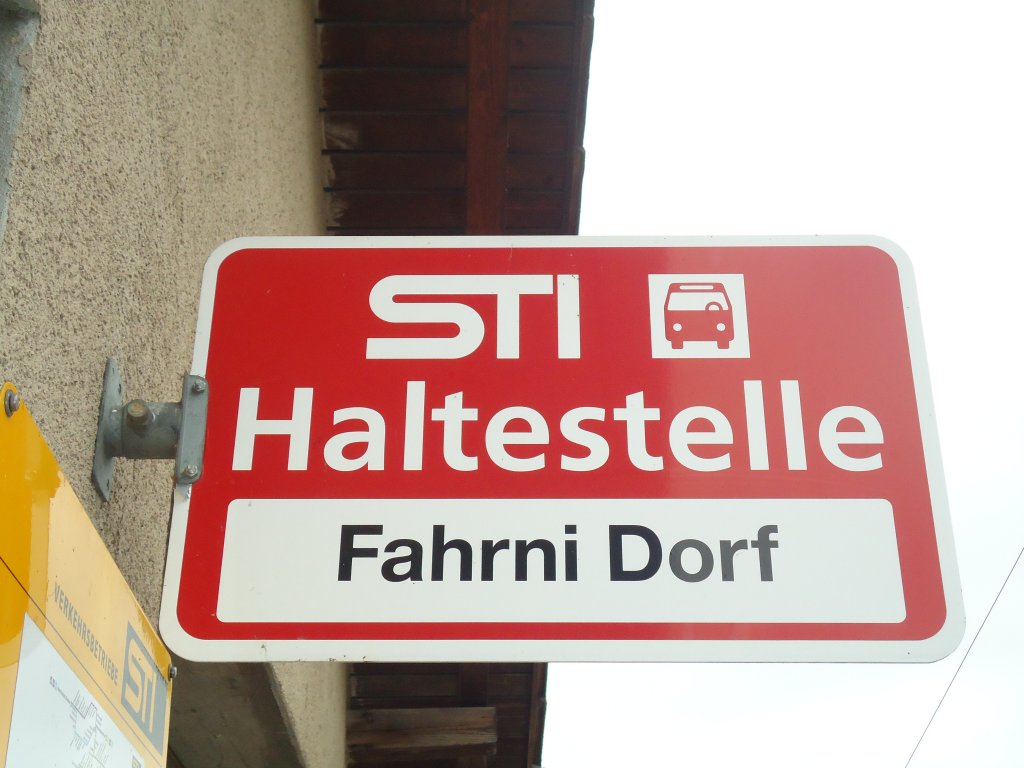 STI
Haltestelle
Fahrni Dorf
VERKEHRSBETRIEBE
STI